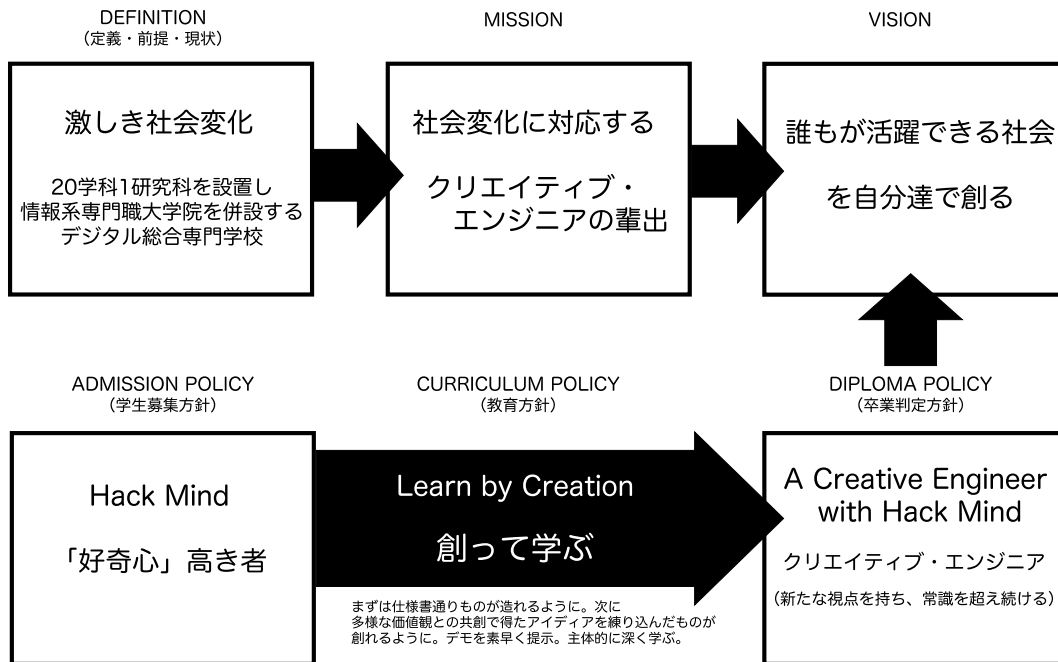 DEFINITION
（定義・前提・現状）
激しき社会変化
20学科1研究科を設置し
情報系専門職大学院を併設する
デジタル総合専門学校
MISSION
社会変化に対応する
クリエイティブ・
エンジニアの輩出
VISION
誰もが活躍できる社会
を自分達で創る
ADMISSION POLICY
（学生募集方針）
Hack Mind
「好奇心」高き者
CURRICULUM POLICY
（教育方針）
Learn by Creation
創って学ぶ
まずは仕様書通りものが造れるように。次に
多様な価値観との共創で得たアイディアを練り込んだものが
創れるように。デモを素早く提示。主体的に深く学ぶ。
DIPLOMA POLICY
（卒業判定方針）
A Creative Engineer
with Hack Mind
クリエイティブ・エンジニア
（新たな視点を持ち、常識を超え続ける）